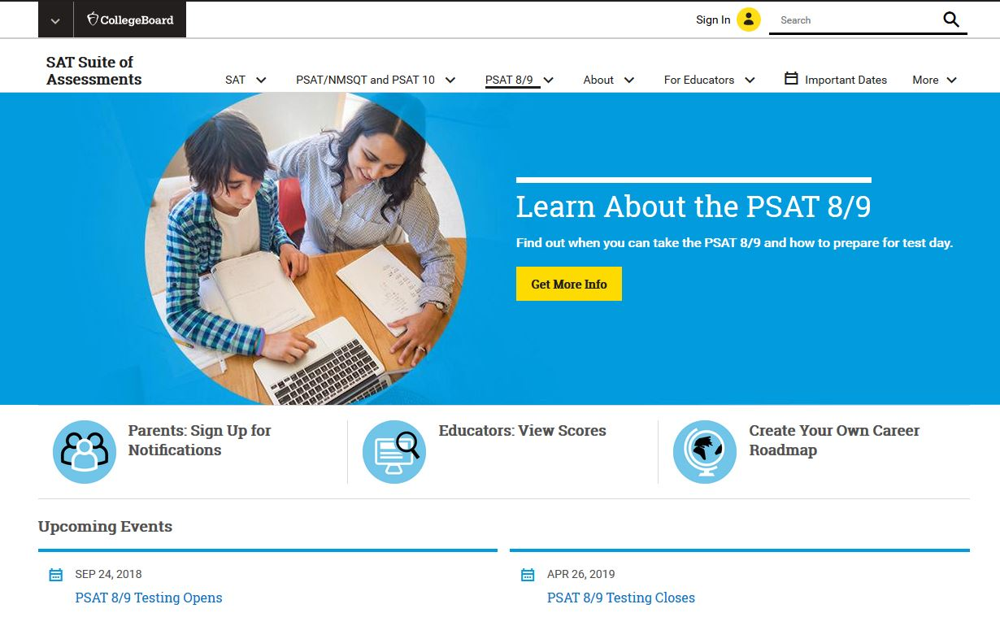 CollegeBoard
Sign In
Search
SAT Suite of
Assessments
SAT
PSAT/NMSQT and PSAT 10
PSAT 8/9
About
For Educators
Important Dates
More
Learn About the PSAT 8/9
Find out when you can take the PSAT 8/9 and how to prepare for test day.
Get More Info
Parents: Sign Up for
Notifications
Educators: View Scores
Create Your Own Career
Roadmap
Upcoming Events
SEP 24, 2018
PSAT 8/9 Testing Opens
APR 26, 2019
PSAT 8/9 Testing Closes